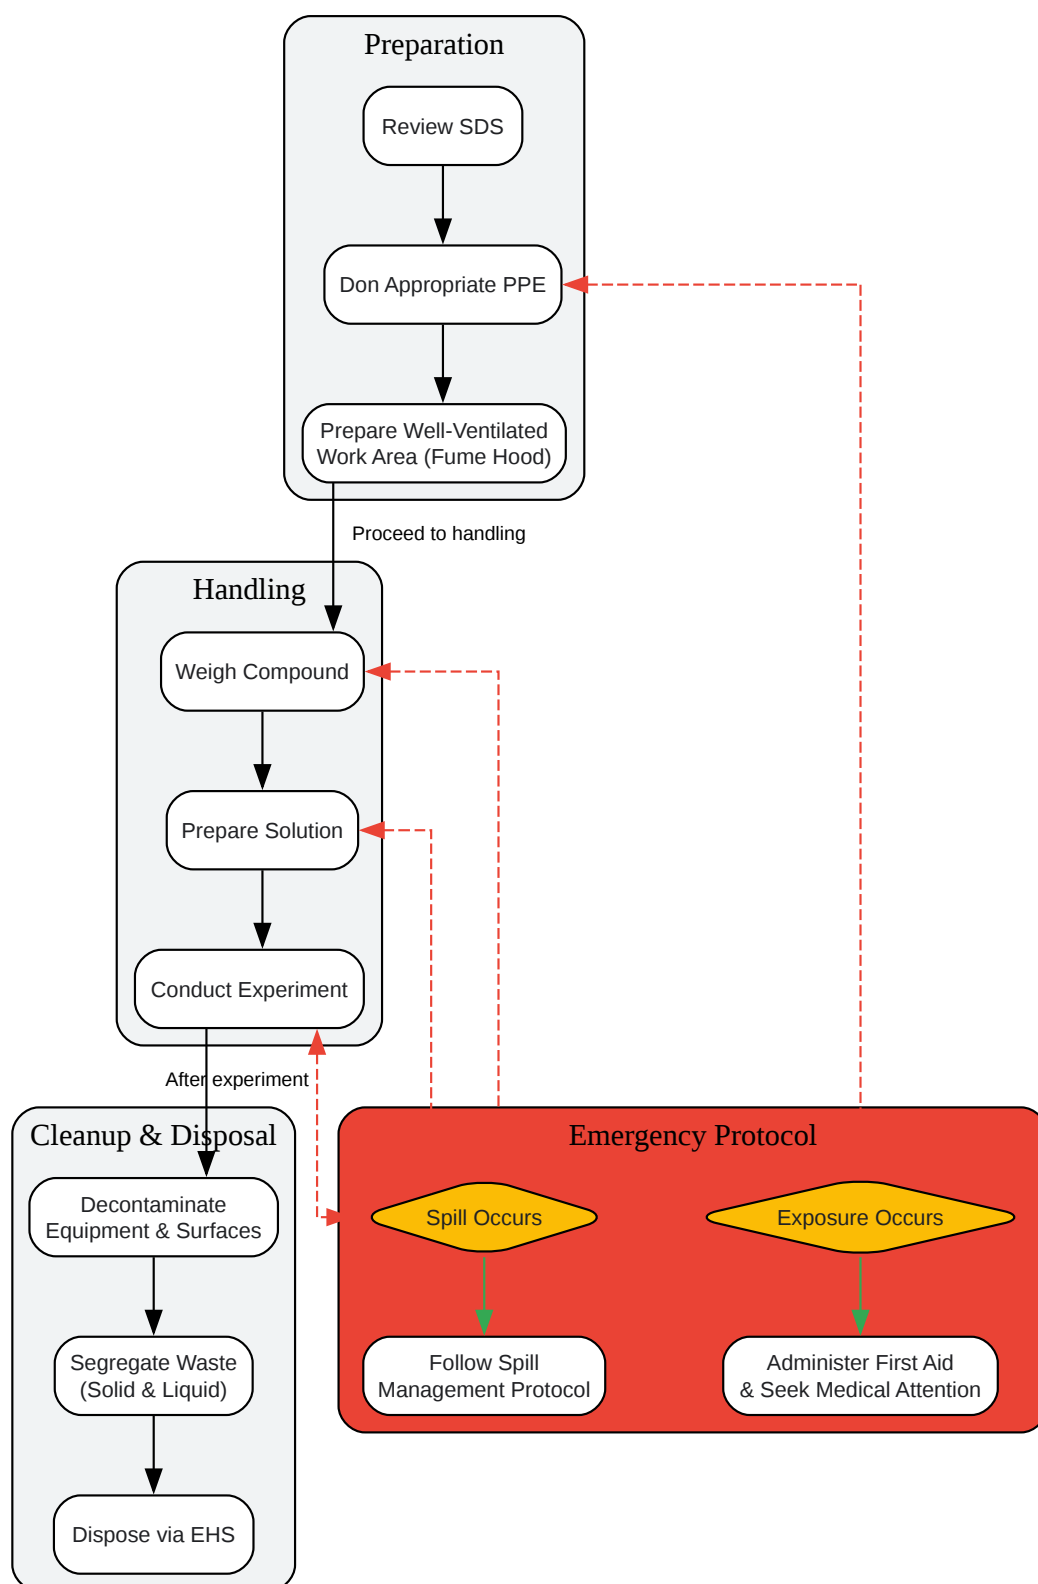 Preparation
Review SDS
Don Appropriate PPE
Prepare Well-Ventilated
Work Area (Fume Hood)
Proceed to handling
Handling
Weigh Compound
Prepare Solution
Conduct Experiment
After experiment
Cleanup & Disposal
Decontaminate
Equipment & Surfaces
Segregate Waste
(Solid & Liquid)
Dispose via EHS
Emergency Protocol
Spill Occurs
Follow Spill
Management Protocol
Exposure Occurs
Administer First Aid
& Seek Medical Attention